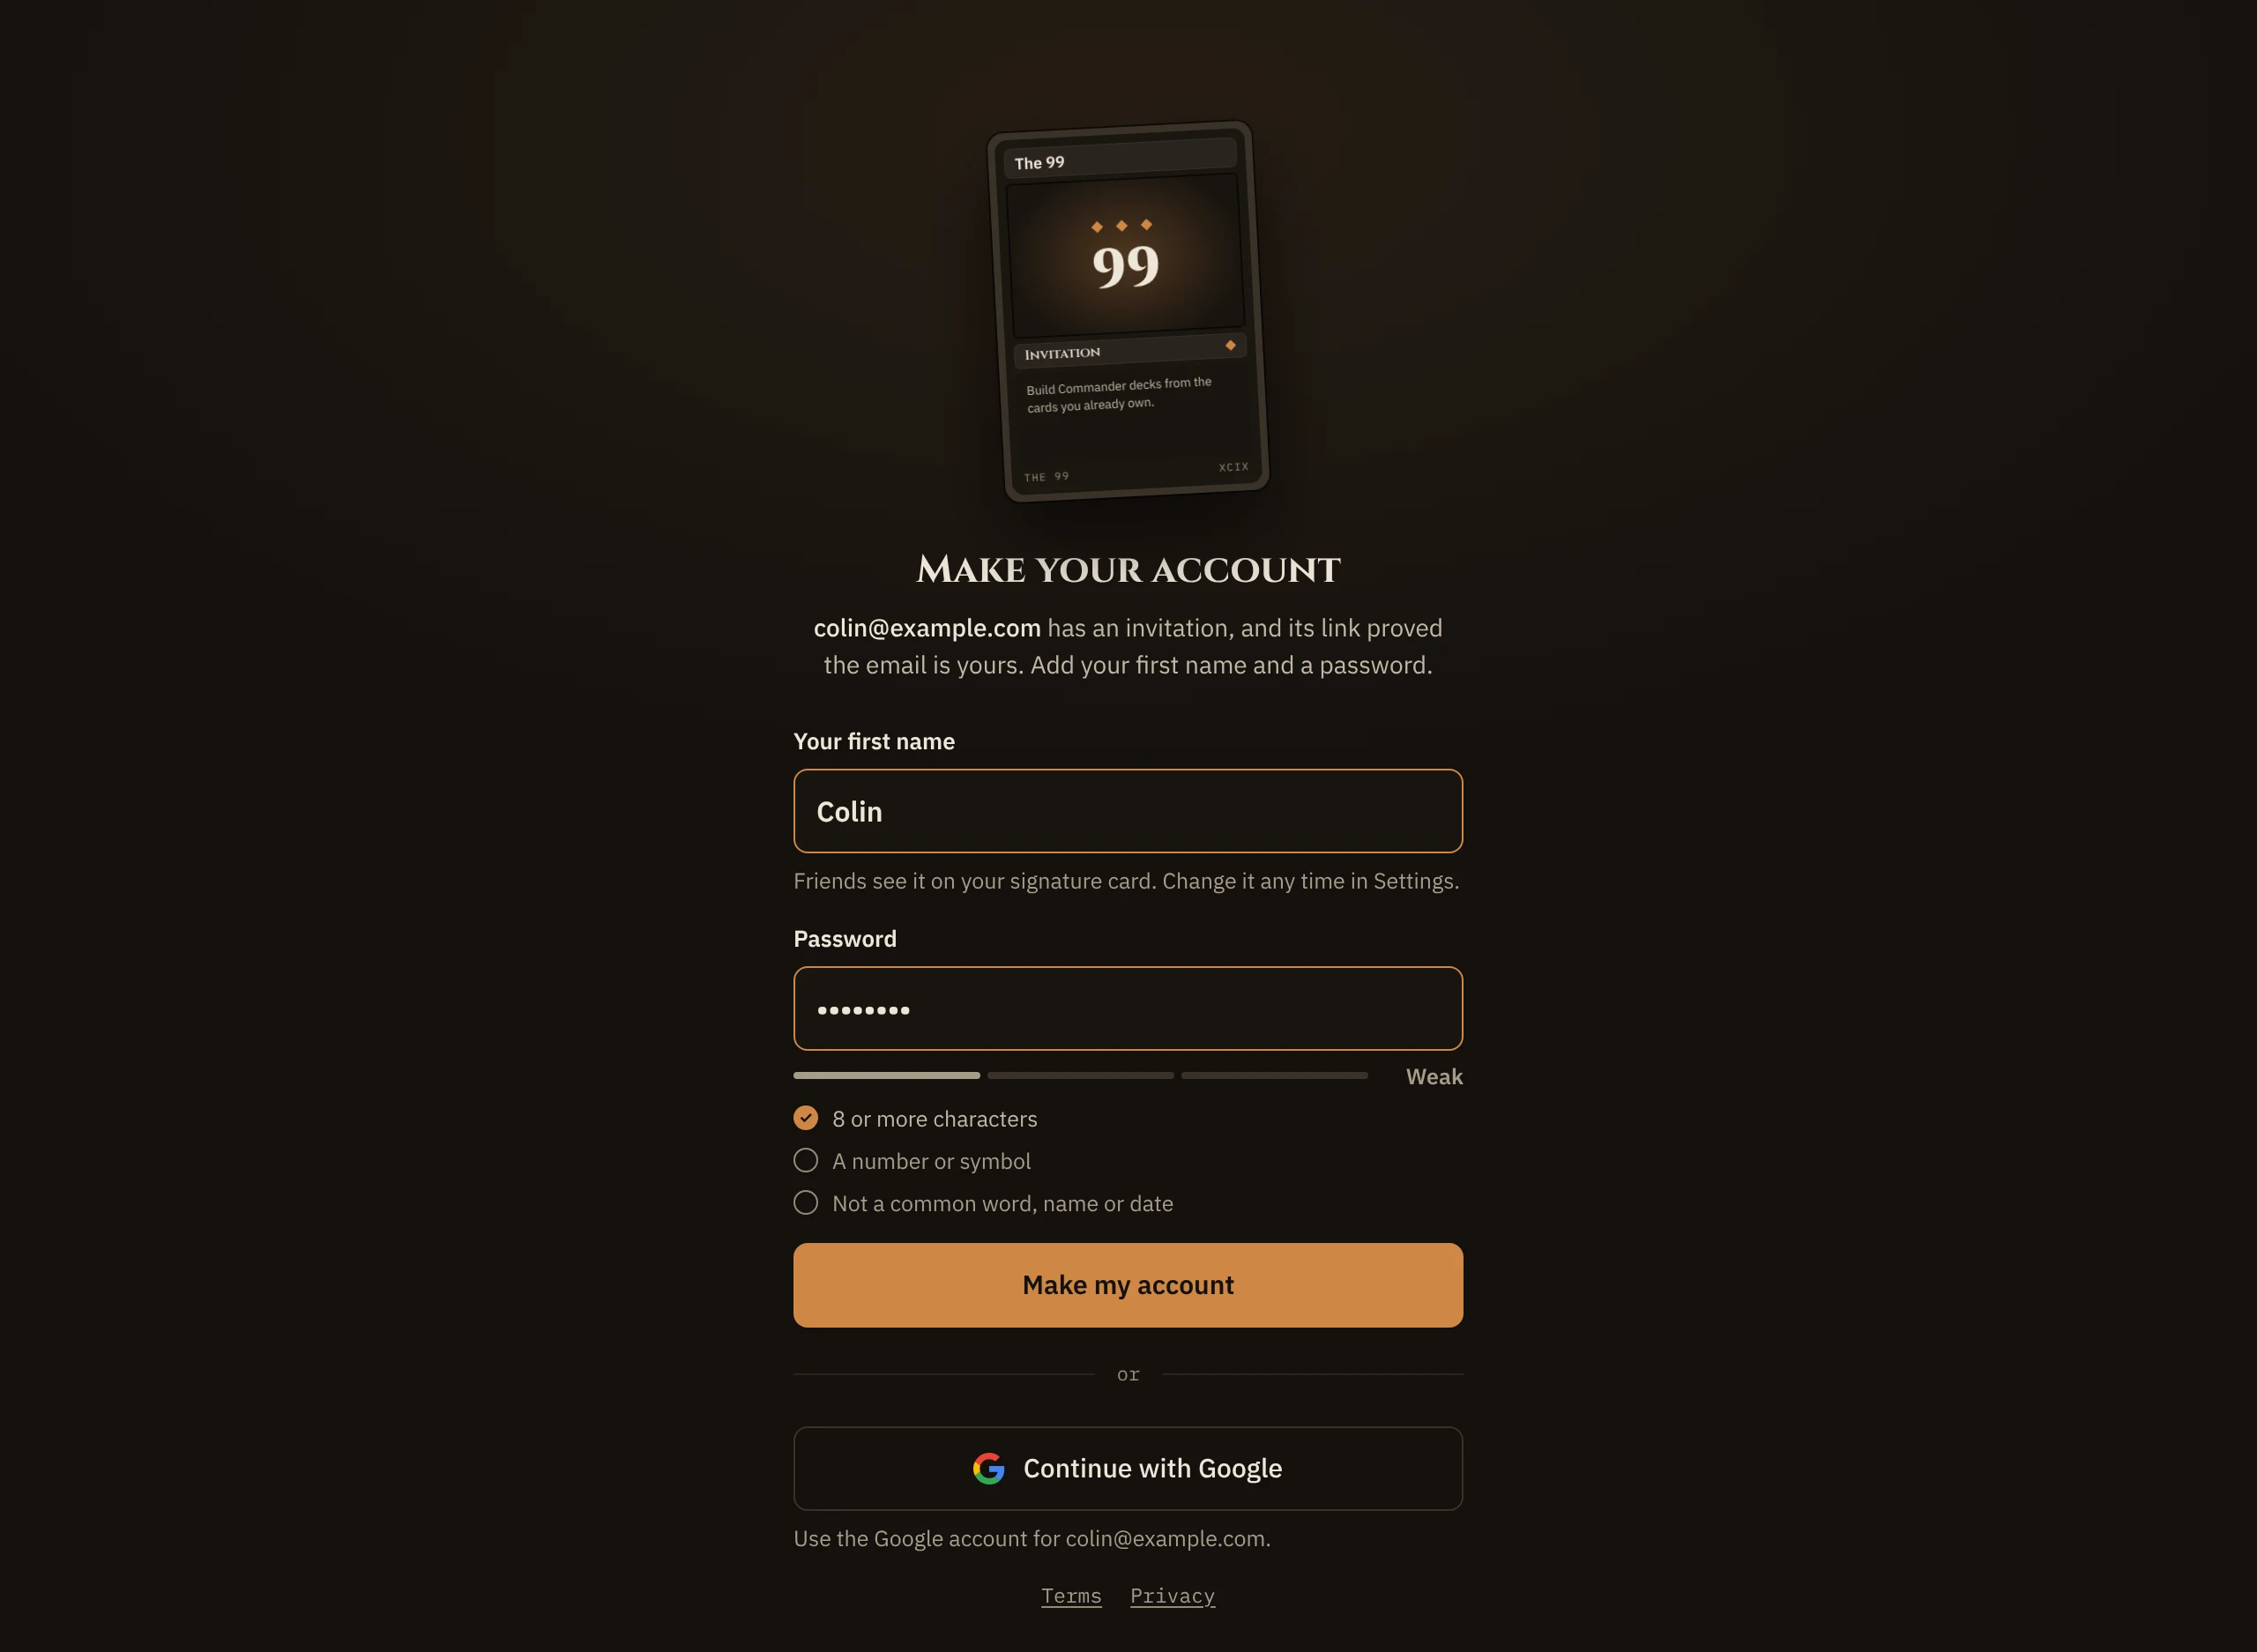 The 99
99
Invitation
Build Commander decks from the
cards you already own.
THE 99 XCIX
Make your account
colin@example.com has an invitation, and its link proved
the email is yours. Add your first name and a password.
Your first name
Colin
Friends see it on your signature card. Change it any time in Settings.
Password
••••••••
Weak
8 or more characters
A number or symbol
Not a common word, name or date
Make my account
or
Continue with Google
Use the Google account for colin@example.com.
Terms Privacy